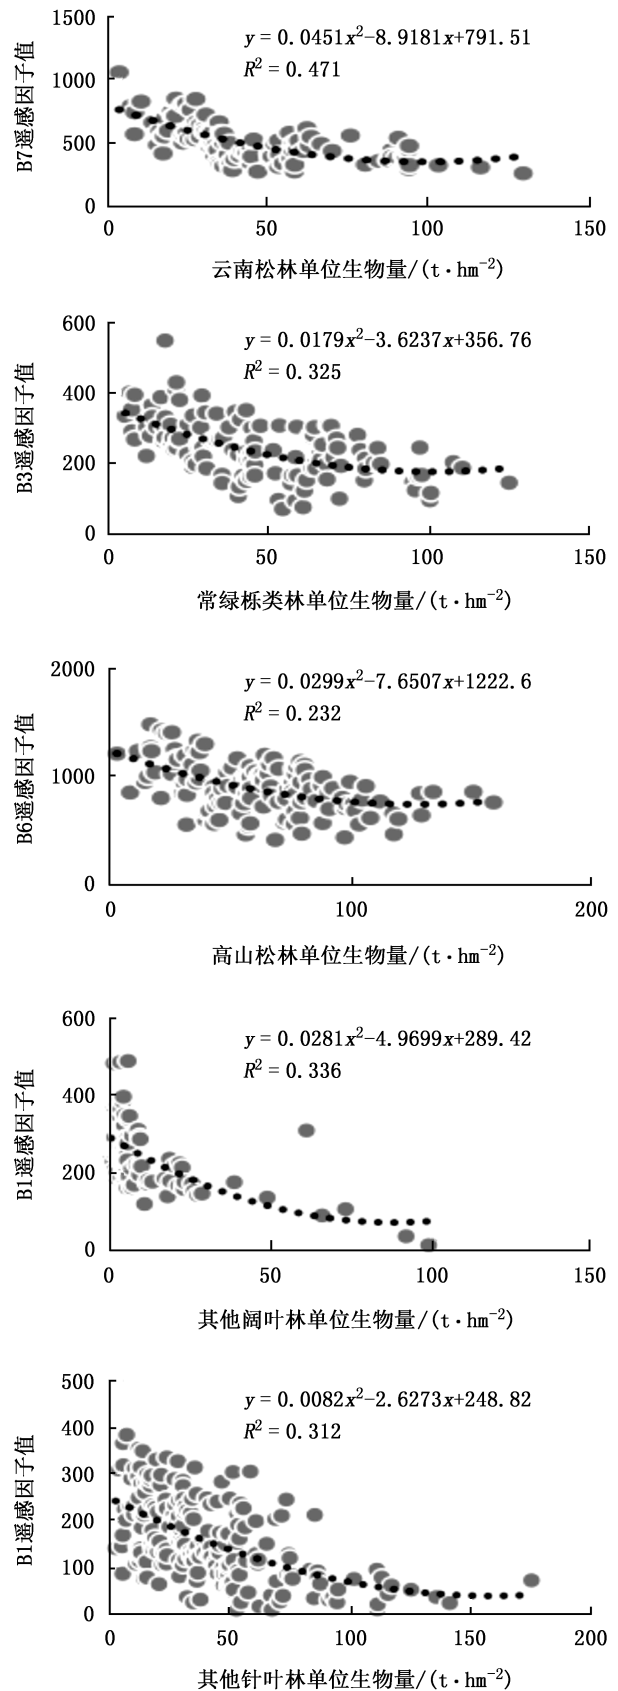 y = 0.0451x²-8.9181x+791.51
R² = 0.471
B7遥感因子值
1500
1000
500
0
0 50 100 150
云南松林单位生物量/(t·hm⁻²)
y = 0.0179x²-3.6237x+356.76
R² = 0.325
B3遥感因子值
600
400
200
0
0 50 100 150
常绿栎类林单位生物量/(t·hm⁻²)
y = 0.0299x²-7.6507x+1222.6
R² = 0.232
B6遥感因子值
2000
1000
0
0 100 200
高山松林单位生物量/(t·hm⁻²)
y = 0.0281x²-4.9699x+289.42
R² = 0.336
B1遥感因子值
600
400
200
0
0 50 100 150
其他阔叶林单位生物量/(t·hm⁻²)
y = 0.0082x²-2.6273x+248.82
R² = 0.312
B1遥感因子值
500
400
300
200
100
0
0 50 100 150 200
其他针叶林单位生物量/(t·hm⁻²)